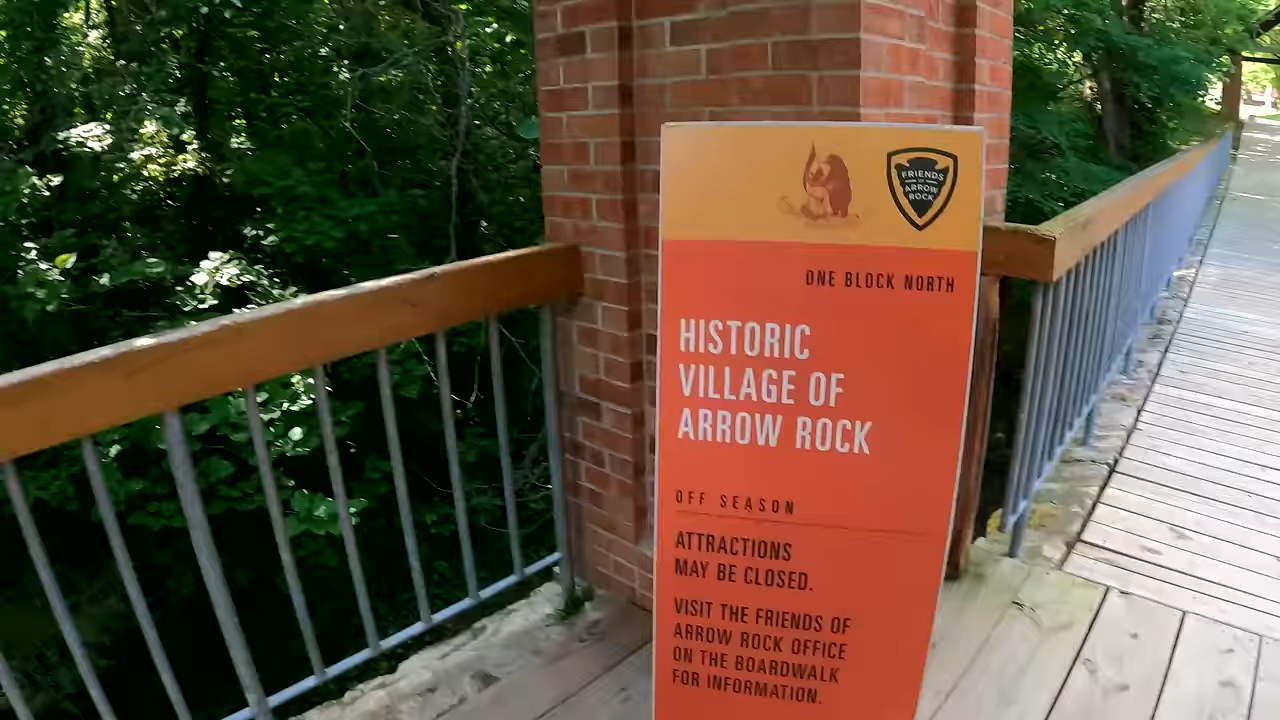 FRIENDS
OF
ARROW
ROCK
ONE BLOCK NORTH
HISTORIC
VILLAGE OF
ARROW ROCK
OFF SEASON
ATTRACTIONS
MAY BE CLOSED.
VISIT THE FRIENDS OF
ARROW ROCK OFFICE
ON THE BOARDWALK
FOR INFORMATION.